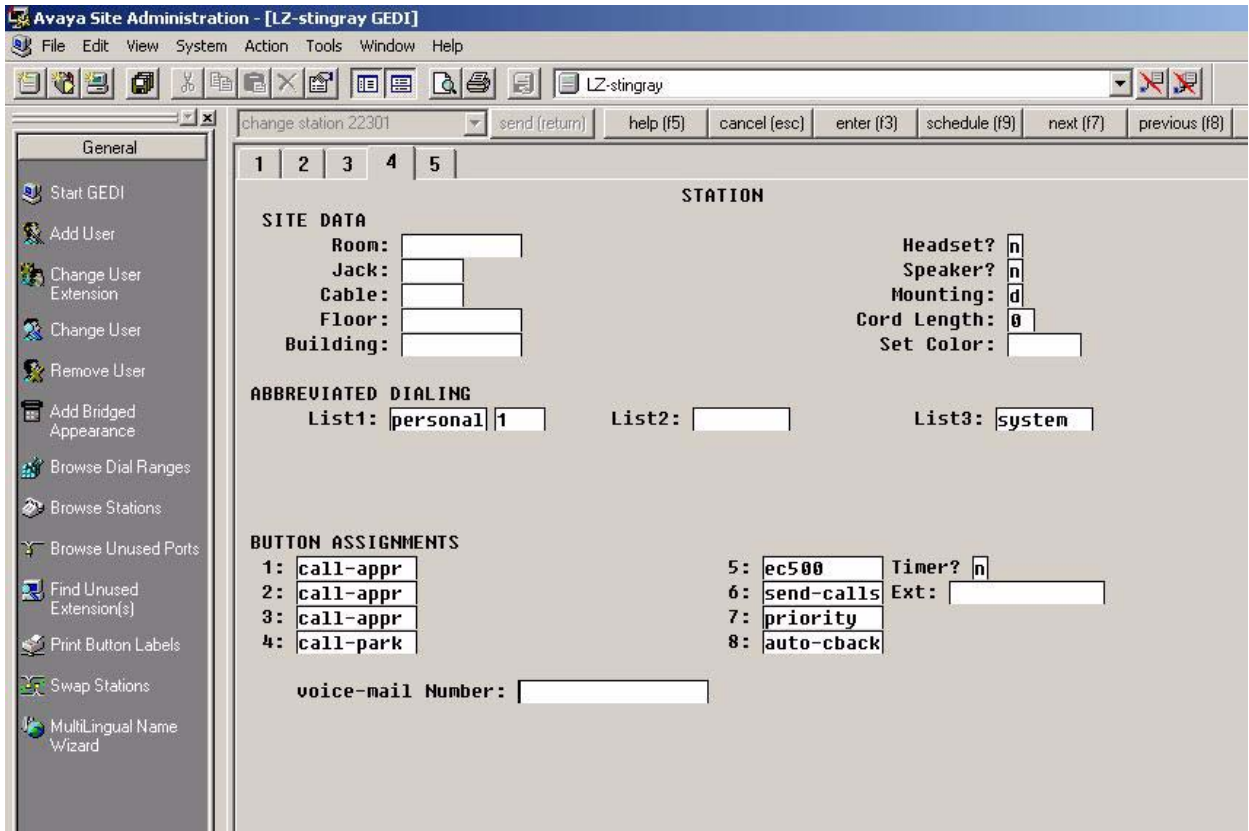 Avaya Site Administration - [LZ-stingray GEDI]
File Edit View System Action Tools Window Help
LZ-stingray
change station 22301 send (return) help (f5) cancel (esc) enter (f3) schedule (f9) next (f7) previous (f8)
General
Start GEDI
Add User
Change User
Extension
Change User
Remove User
Add Bridged
Appearance
Browse Dial Ranges
Browse Stations
Browse Unused Ports
Find Unused
Extension(s)
Print Button Labels
Swap Stations
MultiLingual Name
Wizard
1 2 3 4 5
STATION
SITE DATA
Room: Headset? n
Jack: Speaker? n
Cable: Mounting: d
Floor: Cord Length: 0
Building: Set Color:
ABBREVIATED DIALING
List1: personal 1 List2: List3: system
BUTTON ASSIGNMENTS
1: call-appr 5: ec500 Timer? n
2: call-appr 6: send-calls Ext:
3: call-appr 7: priority
4: call-park 8: auto-cback
voice-mail Number: